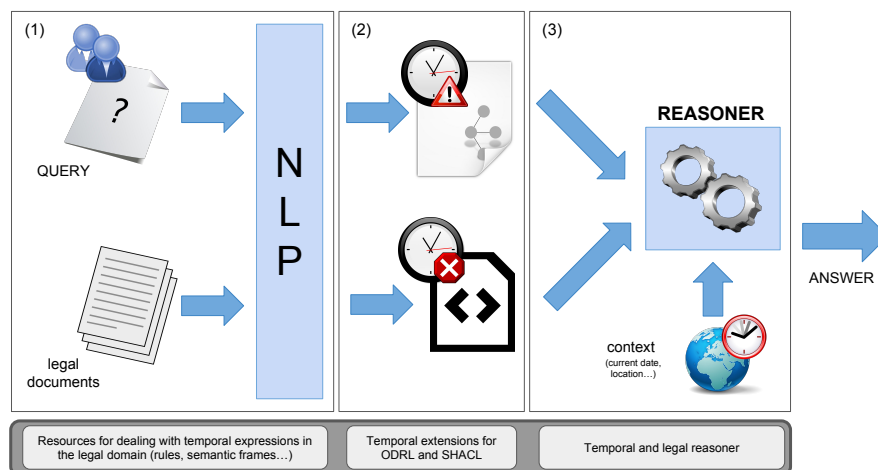 (1)
(2)
(3)
?
QUERY
NLP
REASONER
legal
documents
context
(current date,
location...)
ANSWER
Resources for dealing with temporal expressions in
the legal domain (rules, semantic frames…)
Temporal extensions for
ODRL and SHACL
Temporal and legal reasoner